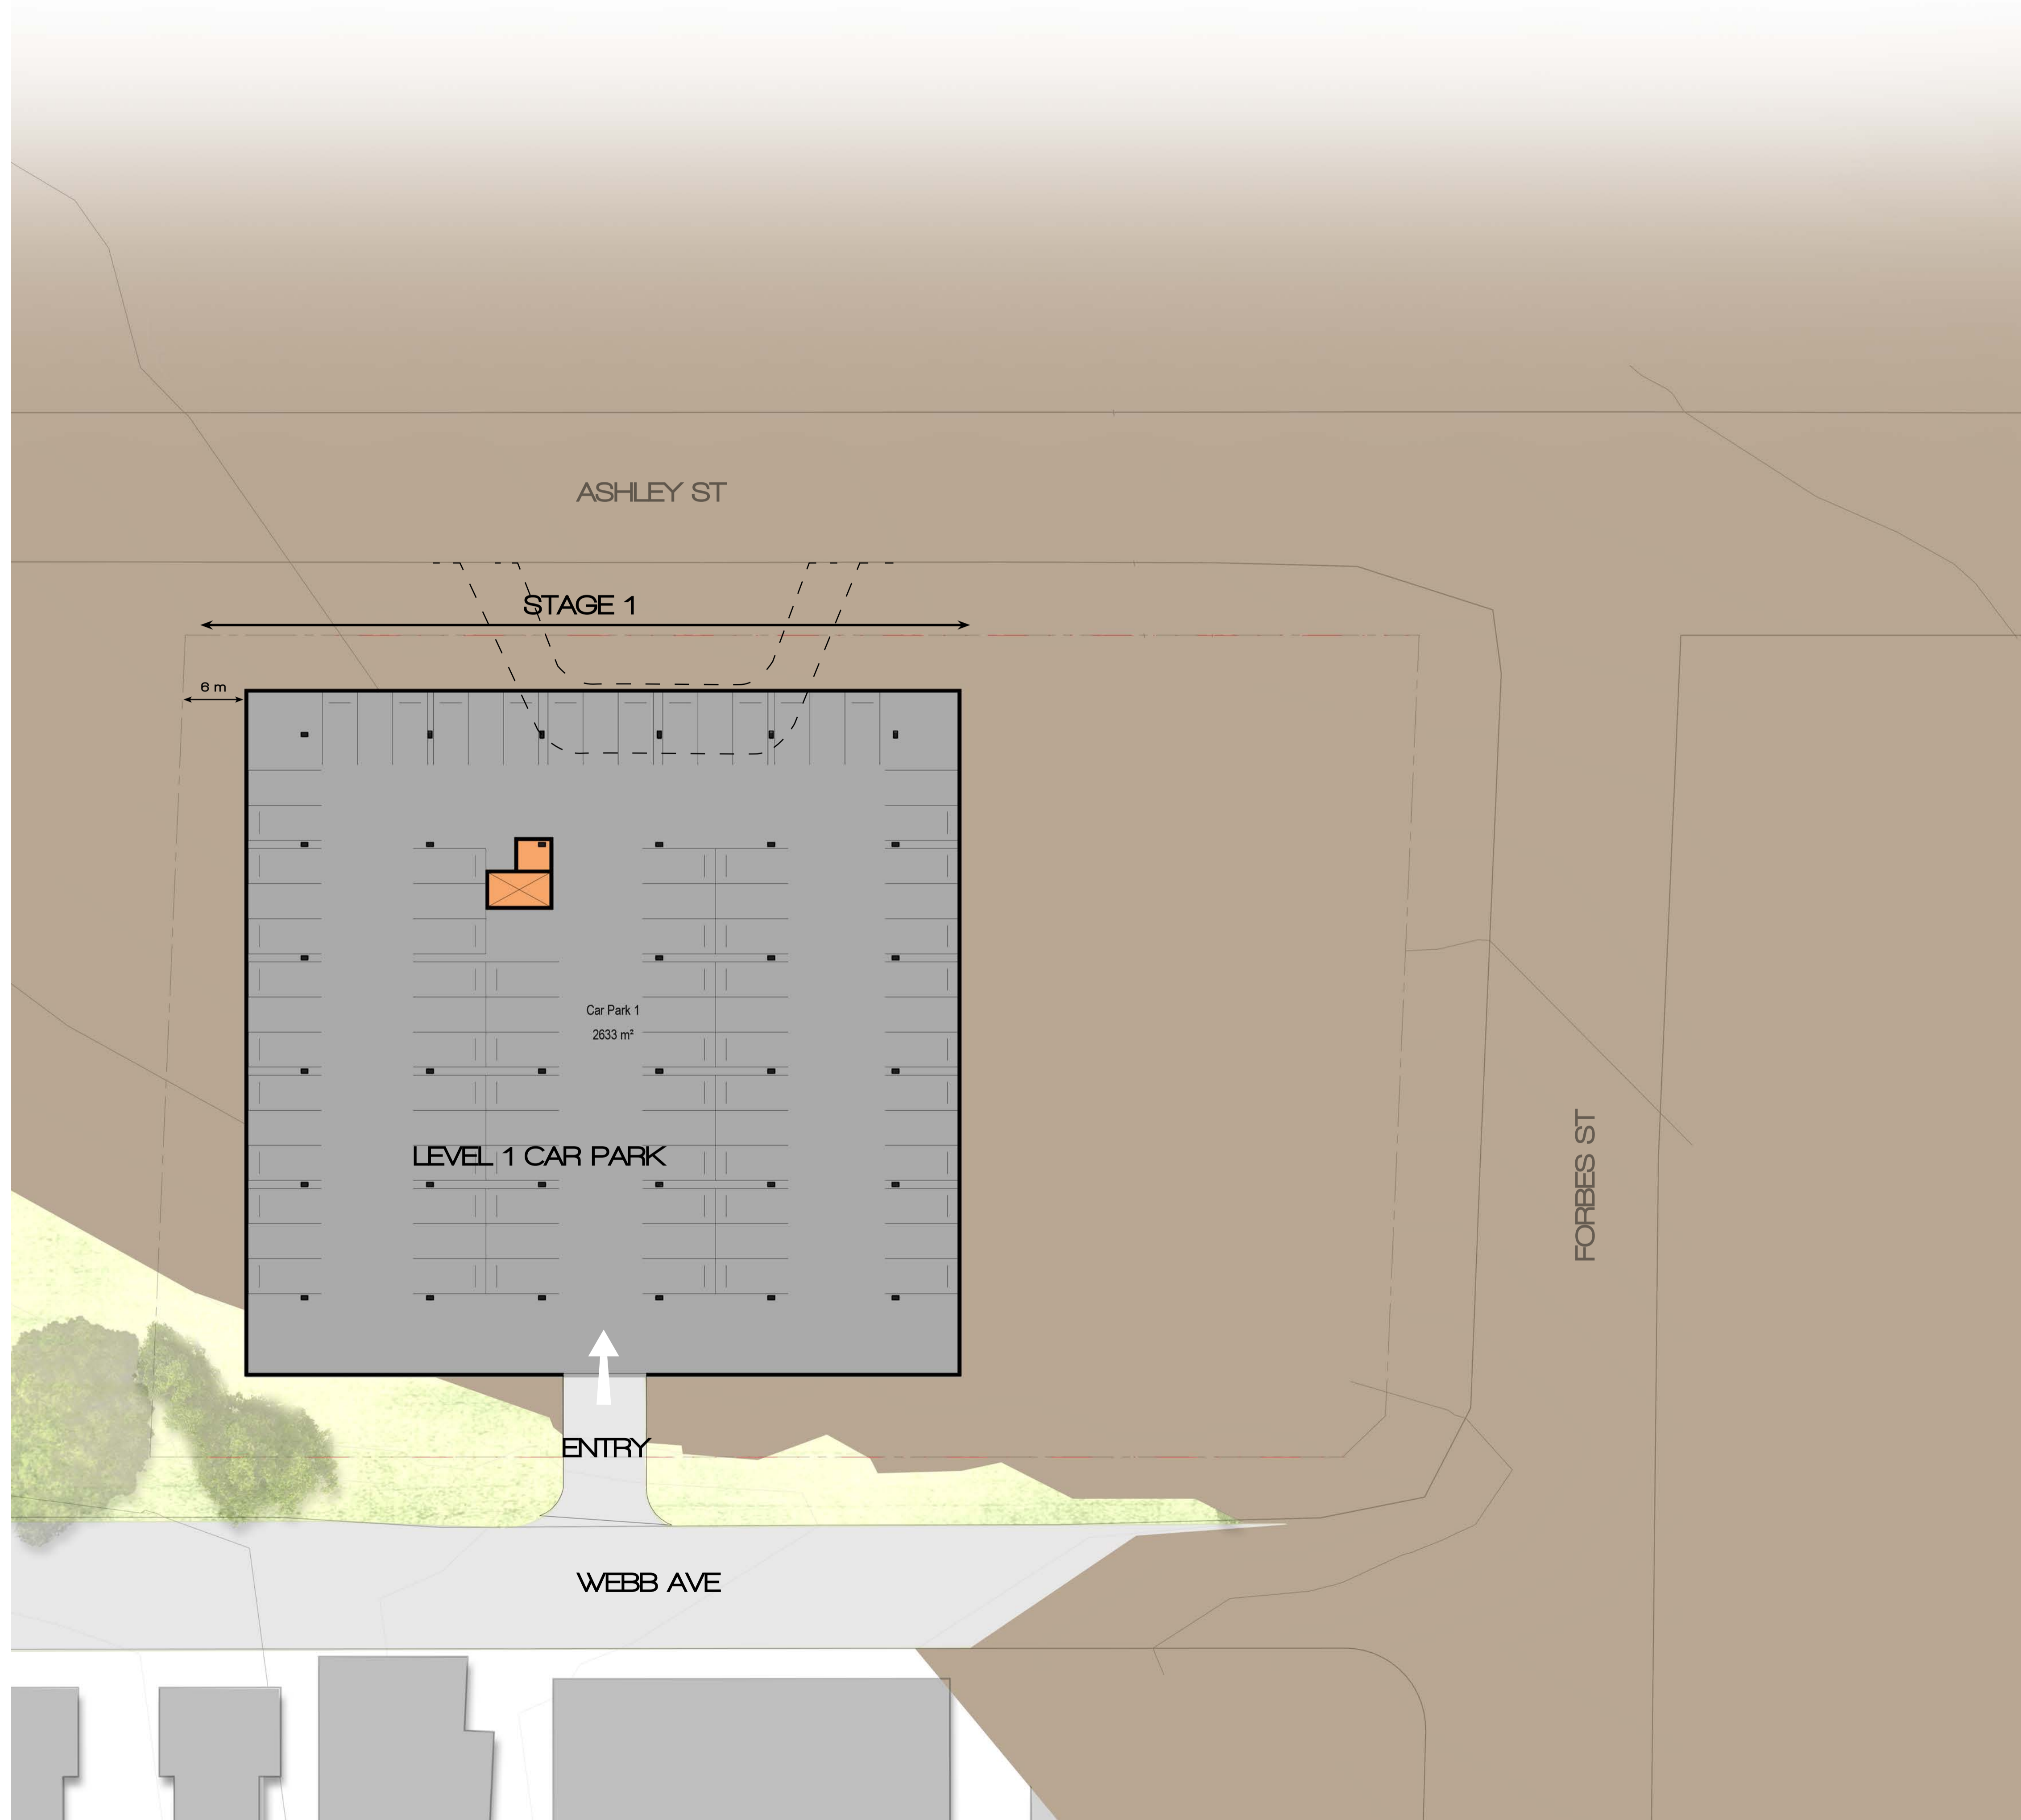 ASHLEY ST
STAGE 1
6 m
Car Park 1
2633 m²
LEVEL 1 CAR PARK
FORBES ST
ENTRY
WEBB AVE